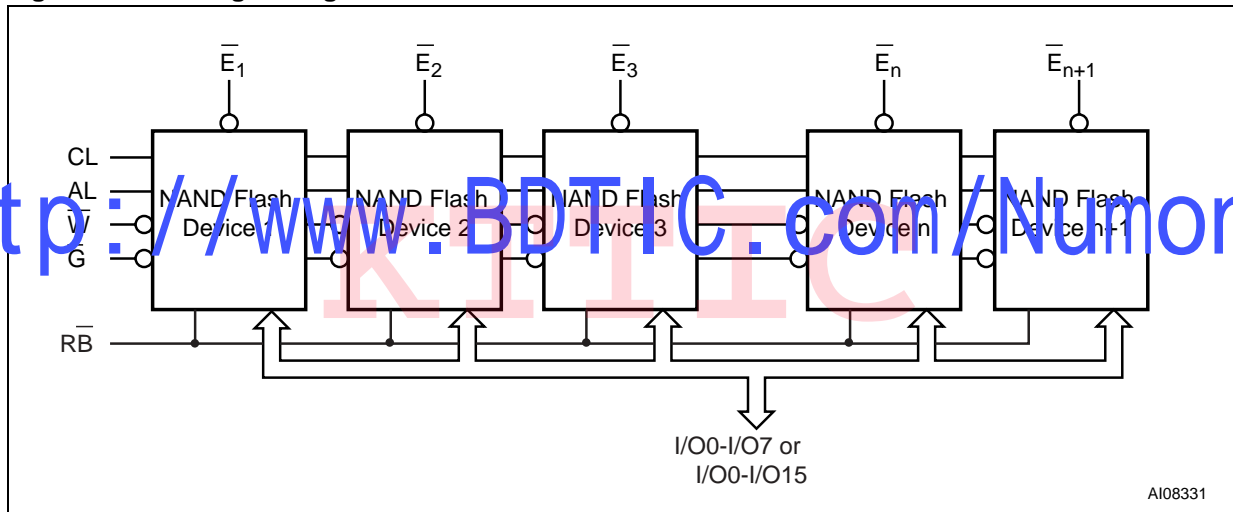 E1 E2 E3 En En+1
CL
AL
W
G
RB
NAND Flash Device 1
NAND Flash Device 2
NAND Flash Device 3
NAND Flash Device n
NAND Flash Device n+1
tp://www.BDTIC.com/Numon
KTTIC
I/O0-I/O7 or
I/O0-I/O15
AI08331